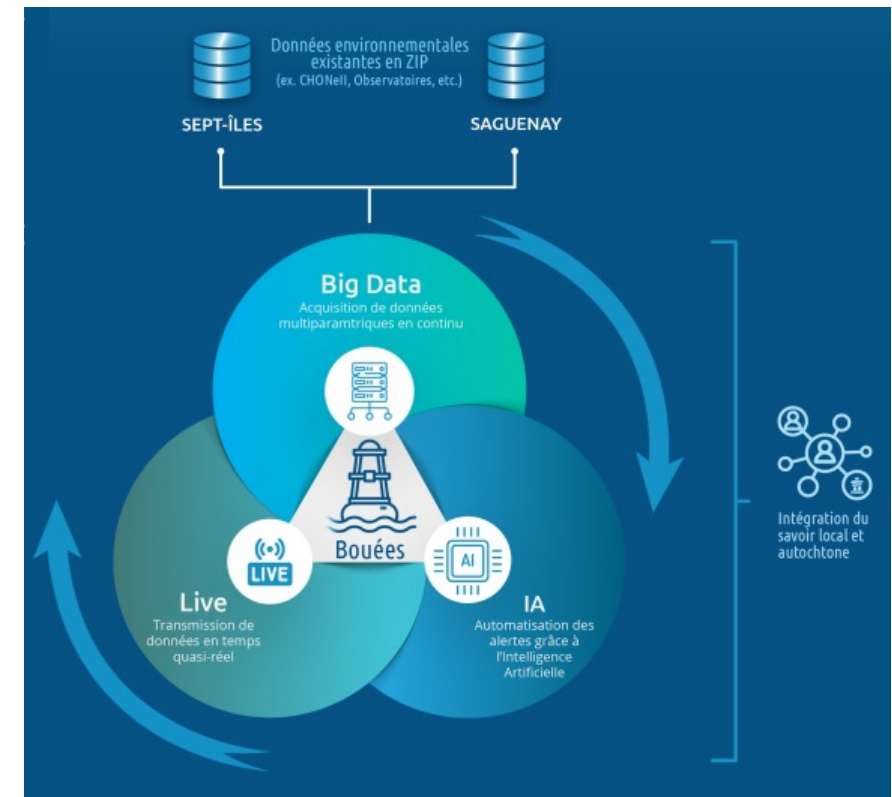 Données environnementales
existantes en ZIP
(ex. CHONeII, Observatoires, etc.)
SEPT-ÎLES
SAGUENAY
Big Data
Acquisition de données
multiparamtriques en continu
Bouées
LIVE
AI
Live
Transmission de
données en temps
quasi-réel
IA
Automatisation des
alertes grâce à
l'Intelligence
Artificielle
Intégration du
savoir local et
autochtone